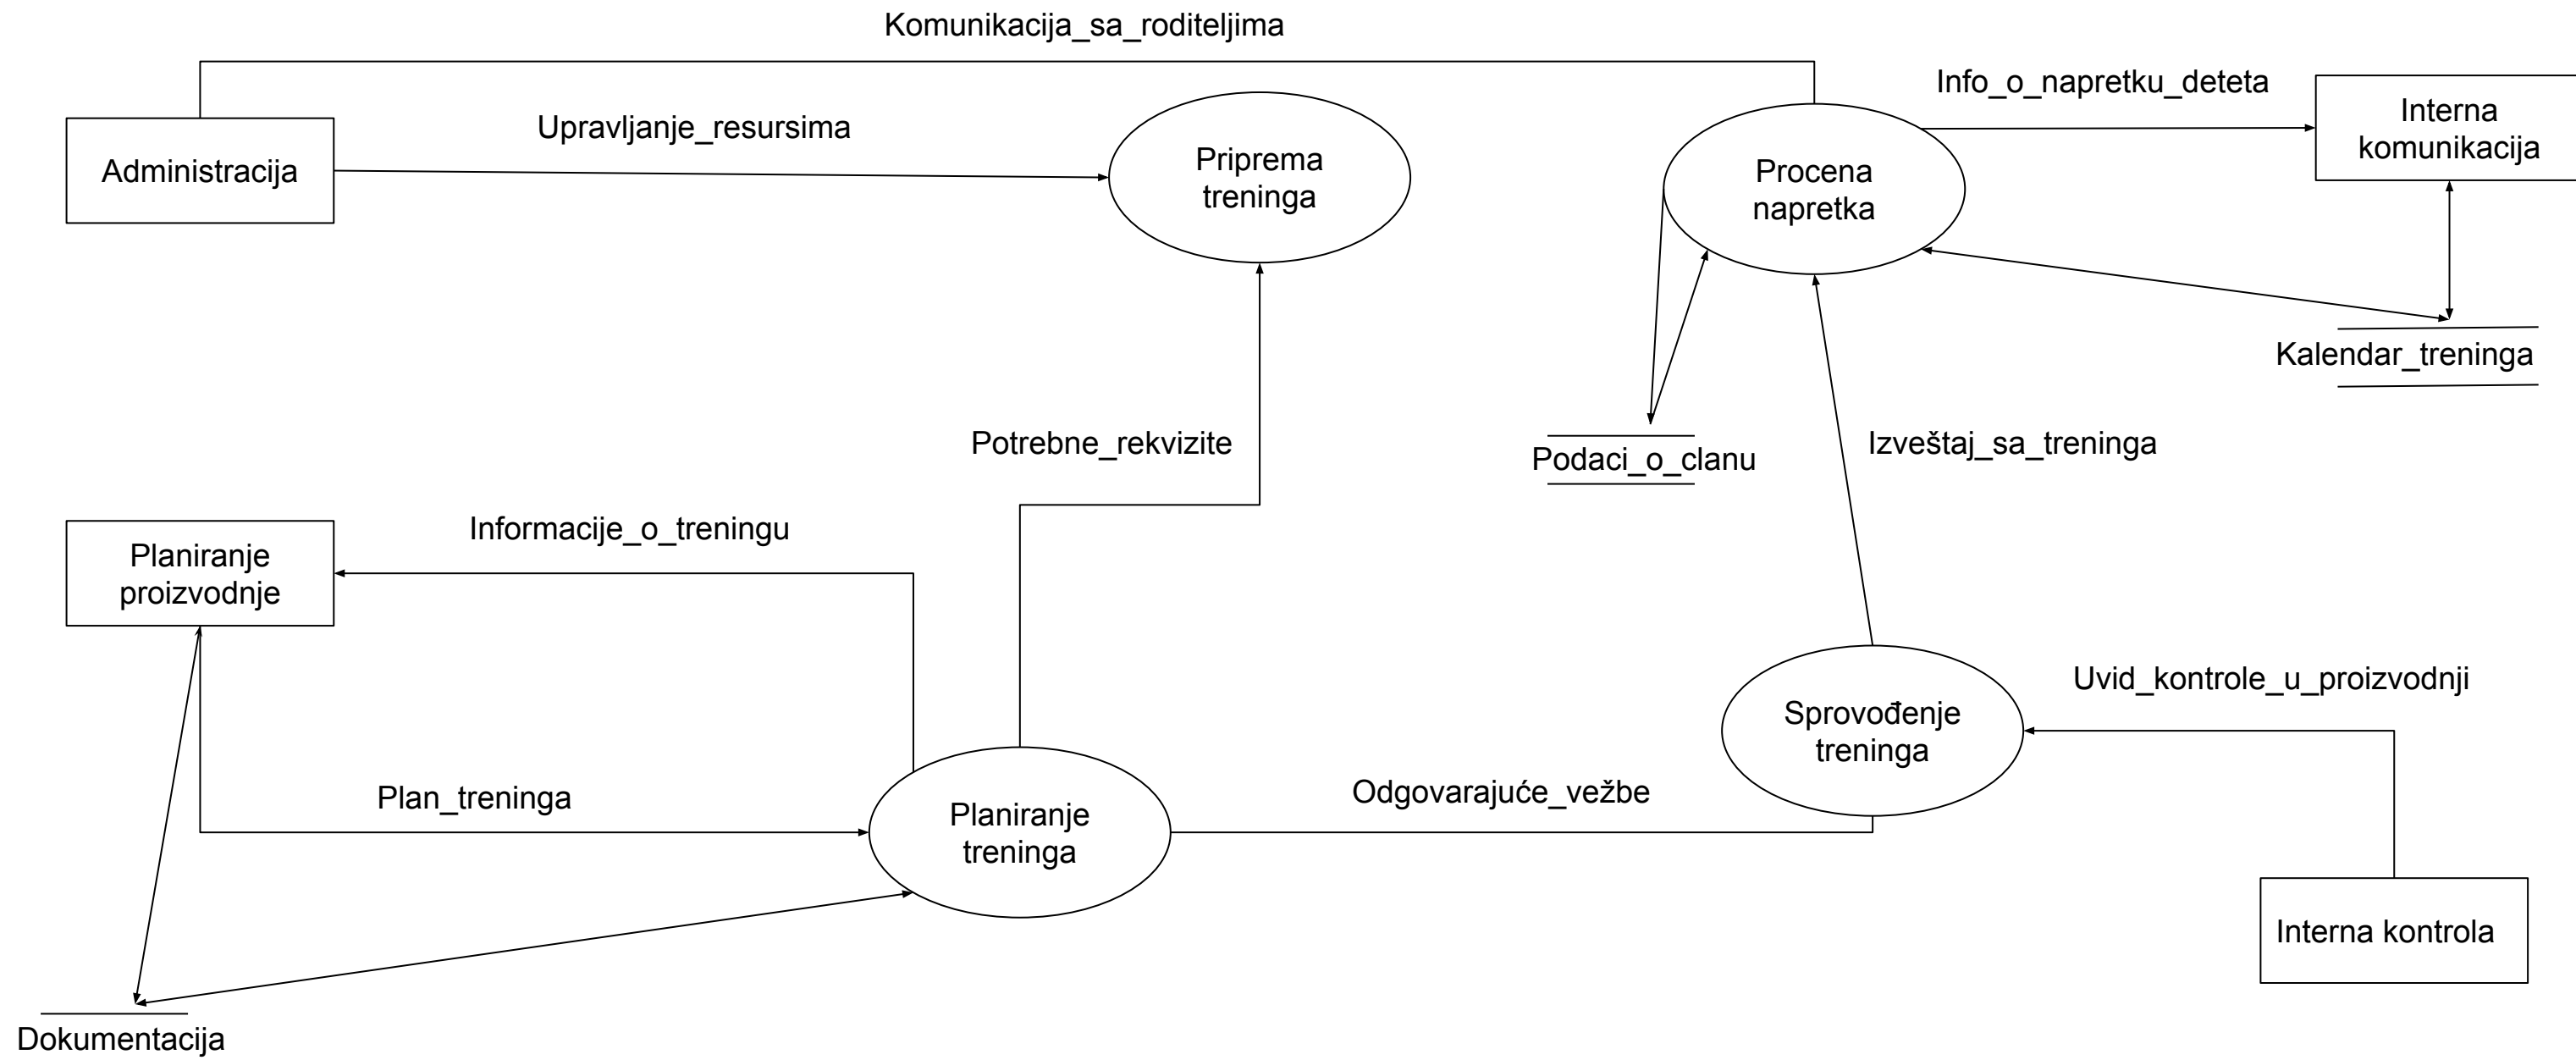 Komunikacija_sa_roditeljima
Info_o_napretku_deteta
Interna
komunikacija
Upravljanje_resursima
Administracija
Priprema
treninga
Procena
napretka
Kalendar_treninga
Potrebne_rekvizite
Podaci_o_clanu
Izveštaj_sa_treninga
Informacije_o_treningu
Planiranje
proizvodnje
Uvid_kontrole_u_proizvodnji
Sprovođenje
treninga
Plan_treninga
Odgovarajuće_vežbe
Planiranje
treninga
Interna kontrola
Dokumentacija